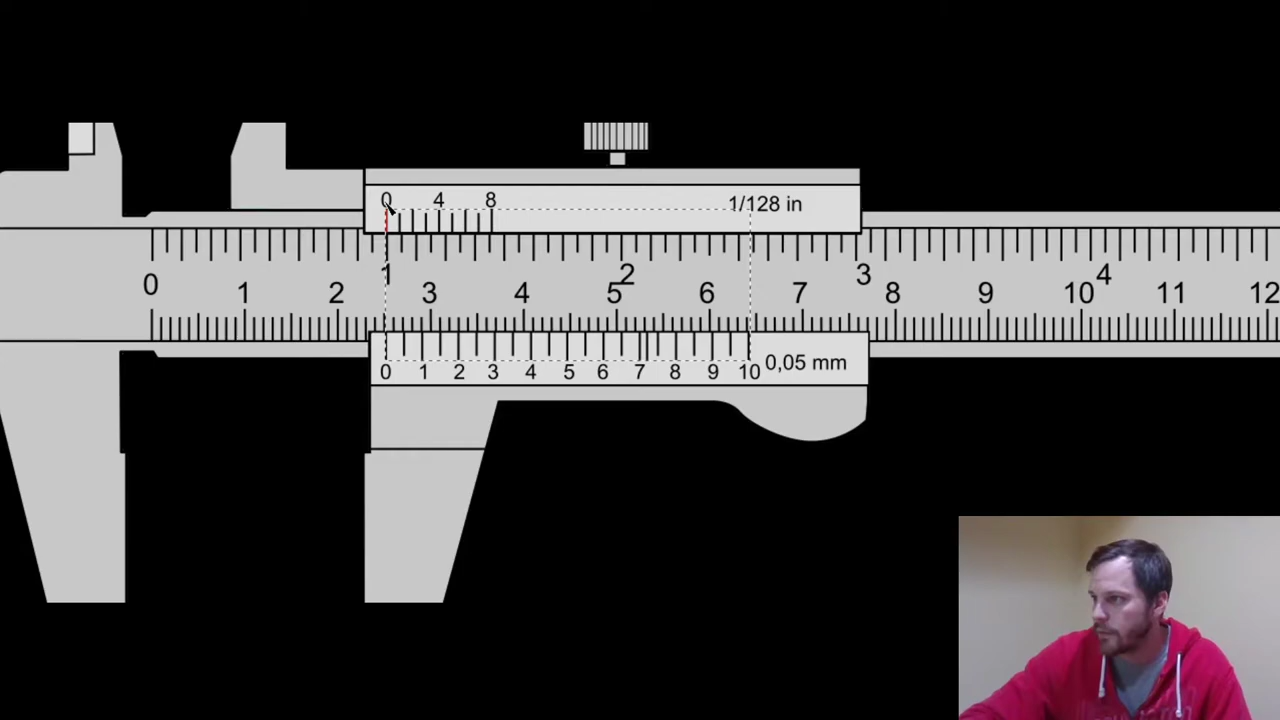 0 4 8 1/128 in
1 2 3 4
0 1 2 3 4 5 6 7 8 9 10 11 12
0 1 2 3 4 5 6 7 8 9 10 0,05 mm